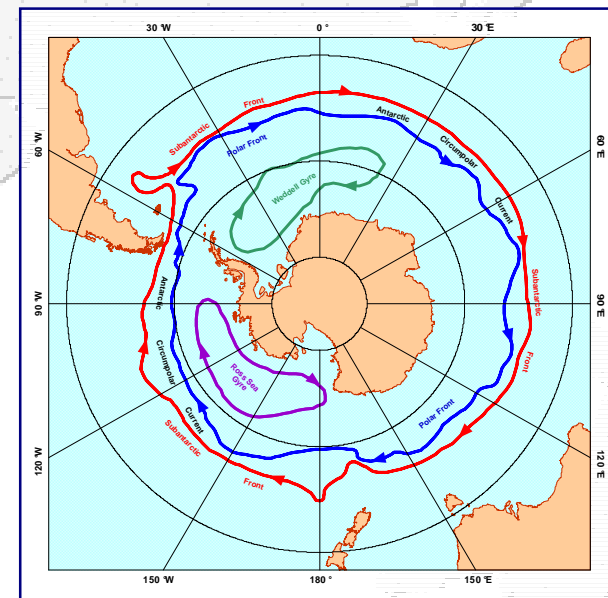 30 W
0 °
30 E
Front
Subantarctic
Antarctic
Polar Front
Circumpolar
60 W
60 E
Weddell Gyre
Current
Subantarctic
Antarctic
90 W
90 E
Front
Circumpolar
Ross Sea
Gyre
Polar Front
Current
Subantarctic
120 W
120 E
Front
150 W
180 °
150 E